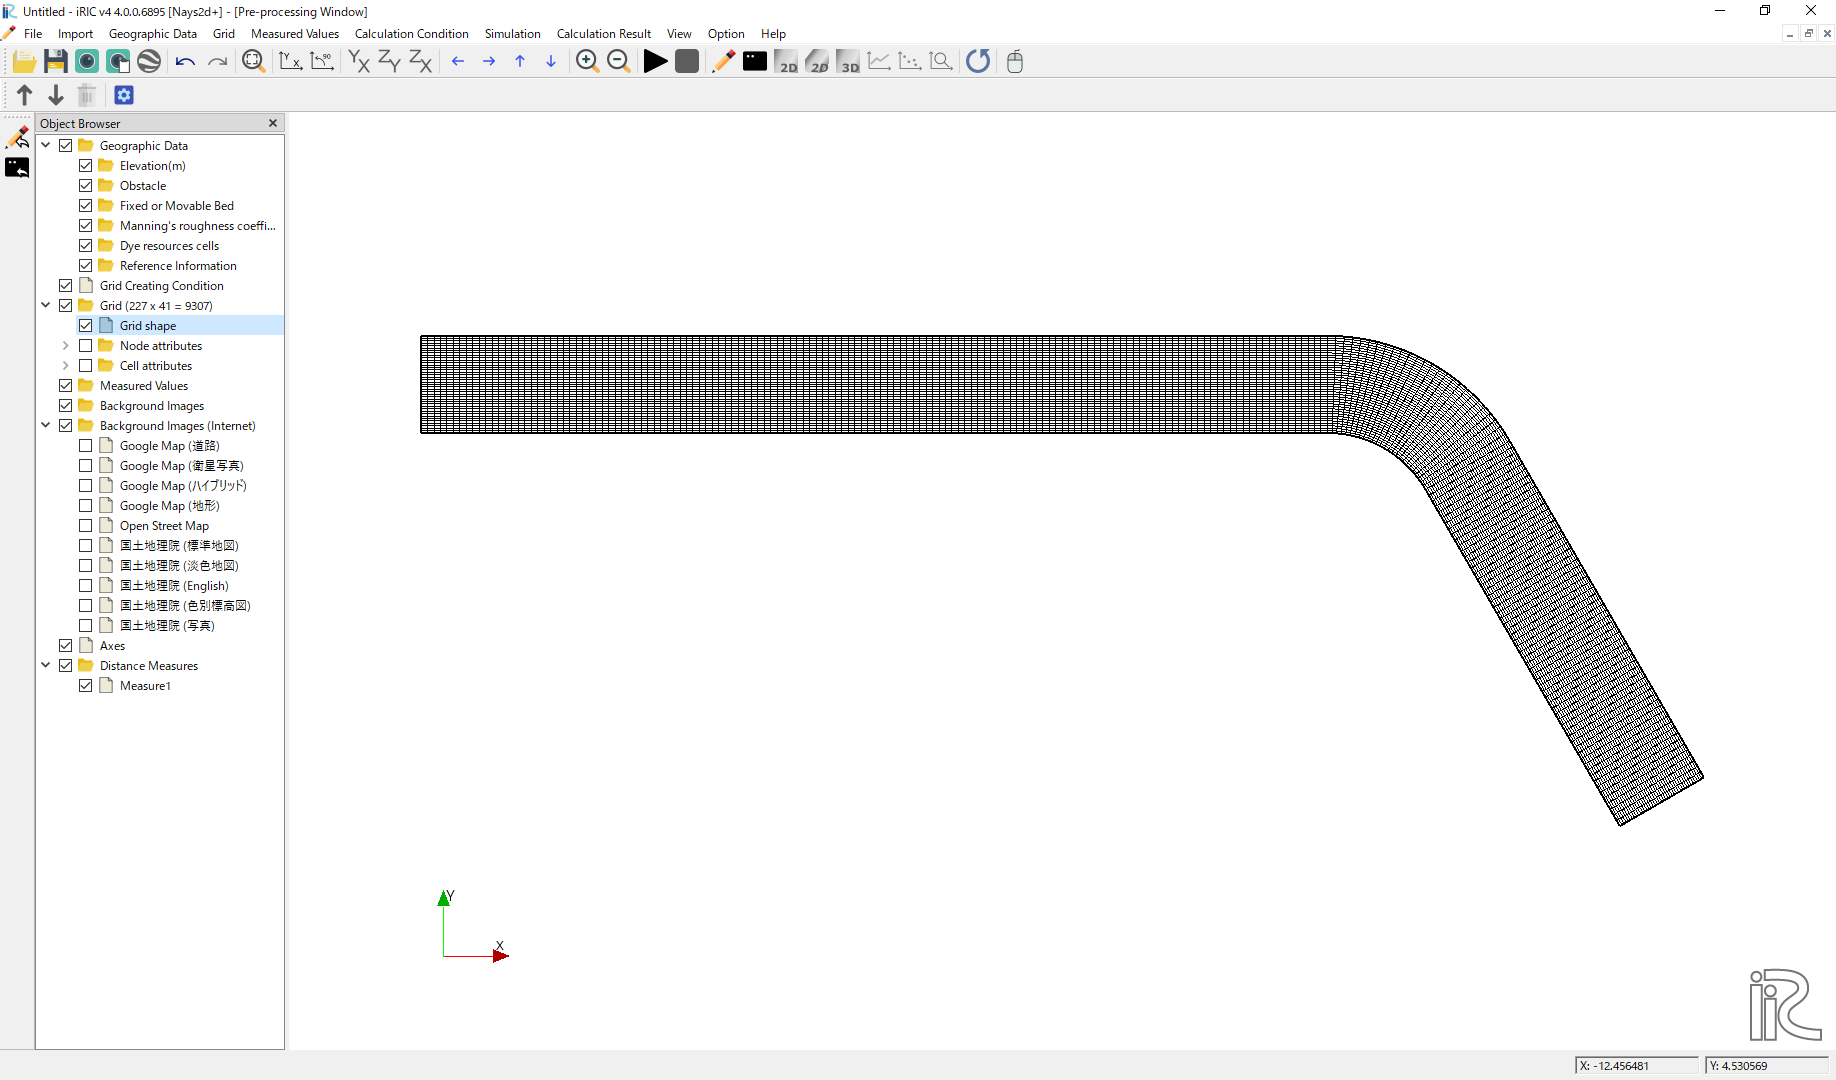 Untitled - iRIC v4 4.0.0.6895 [Nays2d+] - [Pre-processing Window]
File Import Geographic Data Grid Measured Values Calculation Condition Simulation Calculation Result View Option Help
Y X -90 Y X Z Y Z X 2D 2D 3D
Object Browser
Geographic Data
Elevation(m)
Obstacle
Fixed or Movable Bed
Manning's roughness coeffi...
Dye resources cells
Reference Information
Grid Creating Condition
Grid (227 x 41 = 9307)
Grid shape
Node attributes
Cell attributes
Measured Values
Background Images
Background Images (Internet)
Google Map (道路)
Google Map (衛星写真)
Google Map (ハイブリッド)
Google Map (地形)
Open Street Map
国土地理院 (標準地図)
国土地理院 (淡色地図)
国土地理院 (English)
国土地理院 (色別標高図)
国土地理院 (写真)
Axes
Distance Measures
Measure1
Y
X
iRIC
X: -12.456481 Y: 4.530569